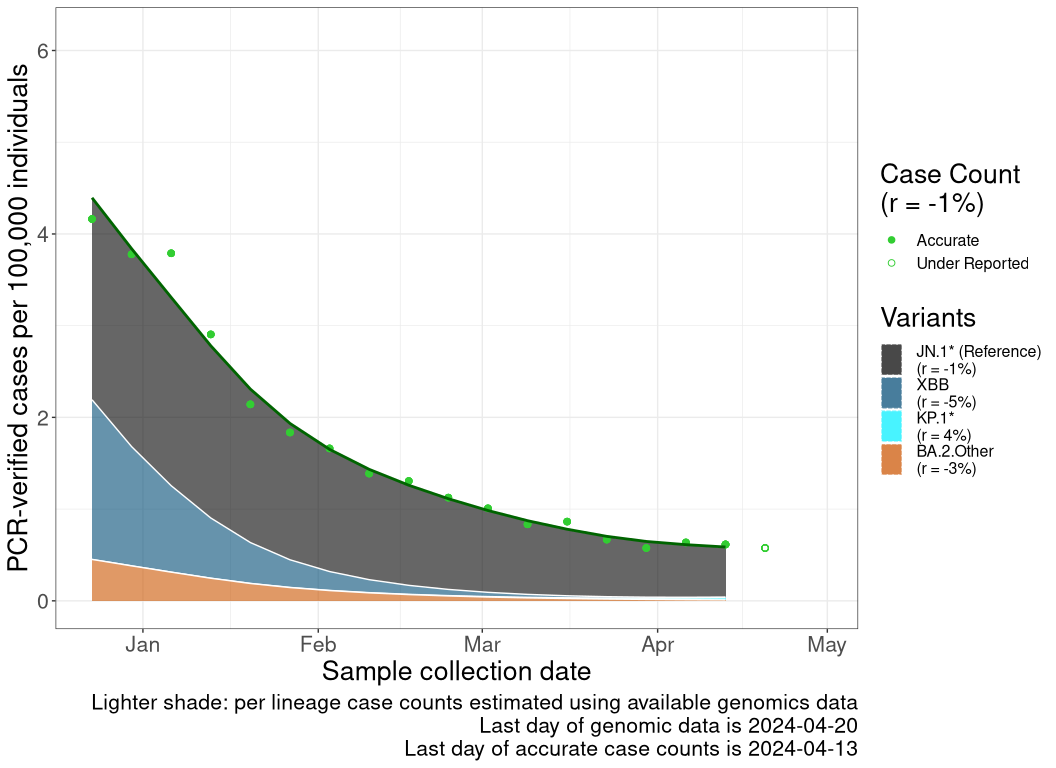 PCR-verified cases per 100,000 individuals
6
4
2
0
Jan Feb Mar Apr May
Sample collection date
Lighter shade: per lineage case counts estimated using available genomics data
Last day of genomic data is 2024-04-20
Last day of accurate case counts is 2024-04-13
Case Count
(r = -1%)
Accurate
Under Reported
Variants
JN.1* (Reference)
(r = -1%)
XBB
(r = -5%)
KP.1*
(r = 4%)
BA.2.Other
(r = -3%)